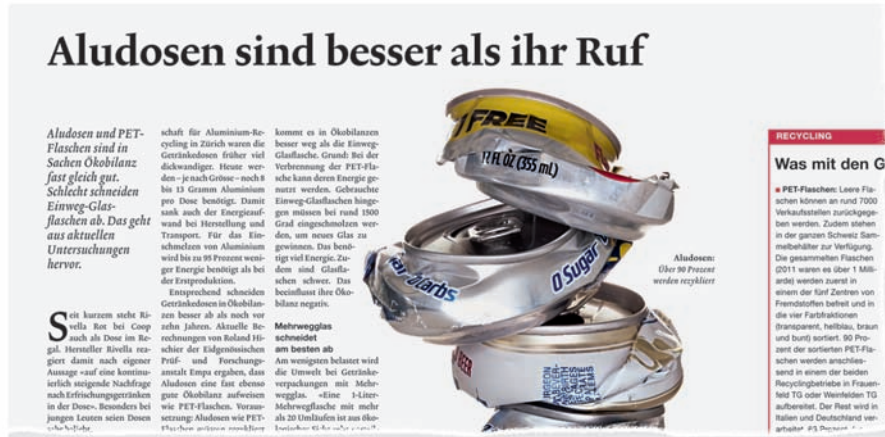 Aludosen sind besser als ihr Ruf
Aludosen und PET-
Flaschen sind in
Sachen Ökobilanz
fast gleich gut.
Schlecht schneiden
Einweg-Glas-
flaschen ab. Das geht
aus aktuellen
Untersuchungen
hervor.
Seit kurzem steht Ri-
vella Rot bei Coop
auch als Dose im Re-
gal. Hersteller Rivella rea-
giert damit nach eigener
Aussage «auf eine kontinu-
ierlich steigende Nachfrage
nach Erfrischungsgetränken
in der Dose». Besonders bei
jungen Leuten seien Dosen
sehr beliebt.
schaft für Aluminium-Re-
cycling in Zürich waren die
Getränkedosen früher viel
dickwandiger. Heute wer-
den – je nach Grösse – noch 8
bis 13 Gramm Aluminium
pro Dose benötigt. Damit
sank auch der Energieauf-
wand bei Herstellung und
Transport. Für das Ein-
schmelzen von Aluminium
wird bis zu 95 Prozent weni-
ger Energie benötigt als bei
der Erstproduktion.
Entsprechend schneiden
Getränkedosen in Ökobilan-
zen besser ab als noch vor
zehn Jahren. Aktuelle Be-
rechnungen von Roland Hi-
schier der Eidgenössischen
Prüf- und Forschungs-
anstalt Empa ergaben, dass
Aludosen eine fast ebenso
gute Ökobilanz aufweisen
wie PET-Flaschen. Voraus-
setzung: Aludosen wie PET-
Flaschen müssen rezykliert
kommt es in Ökobilanzen
besser weg als die Einweg-
Glasflasche. Grund: Bei der
Verbrennung der PET-Fla-
sche kann deren Energie ge-
nutzt werden. Gebrauchte
Einweg-Glasflaschen hinge-
gen müssen bei rund 1500
Grad eingeschmolzen wer-
den, um neues Glas zu
gewinnen. Das benö-
tigt viel Energie. Zu-
dem sind Glasfla-
schen schwer. Das
beeinflusst ihre Öko-
bilanz negativ.
Mehrwegglas
schneidet
am besten ab
Am wenigsten belastet wird
die Umwelt bei Getränke-
verpackungen mit Mehr-
wegglas. «Eine 1-Liter-
Mehrwegflasche mit mehr
als 20 Umläufen ist aus öko-
FREE
12 FL OZ (355 mL)
0 Sugar
Carbs
BEER
Aludosen:
Über 90 Prozent
werden rezykliert
RECYCLING
Was mit den G
PET-Flaschen: Leere Fla-
schen können an rund 7000
Verkaufsstellen zurückgege-
ben werden. Zudem stehen
in der ganzen Schweiz Sam-
melbehälter zur Verfügung.
Die gesammelten Flaschen
(2011 waren es über 1 Milli-
arde) werden zuerst in
einem der fünf Zentren von
Fremdstoffen befreit und in
die vier Farbfraktionen
(transparent, hellblau, braun
und bunt) sortiert. 90 Pro-
zent der sortierten PET-Fla-
schen werden anschlies-
send in einem der beiden
Recyclingbetriebe in Frauen-
feld TG oder Weinfelden TG
aufbereitet. Der Rest wird in
Italien und Deutschland ver-
arbeitet. 63 Prozent